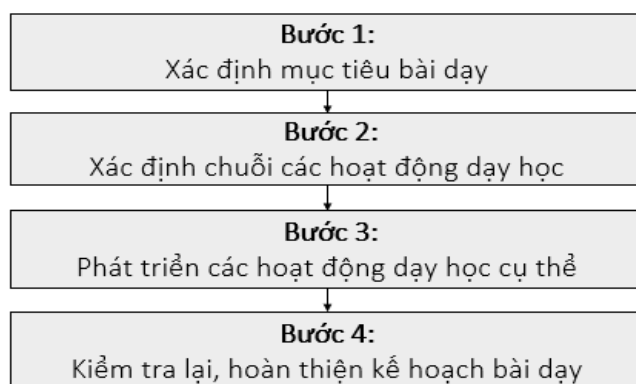 Bước 1:
Xác định mục tiêu bài dạy
Bước 2:
Xác định chuỗi các hoạt động dạy học
Bước 3:
Phát triển các hoạt động dạy học cụ thể
Bước 4:
Kiểm tra lại, hoàn thiện kế hoạch bài dạy